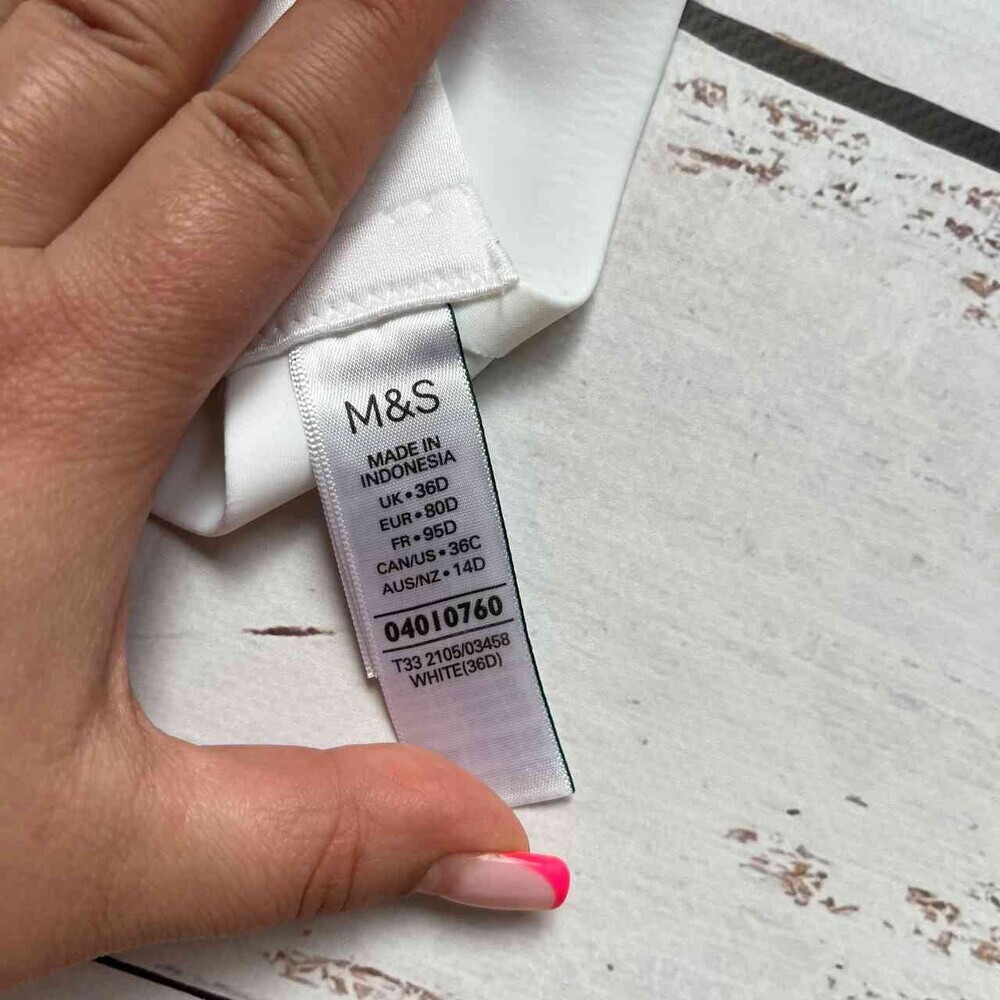 M&S
MADE IN
INDONESIA
UK•36D
EUR•80D
FR•95D
CAN/US•36C
AUS/NZ•14D
04010760
T33 2105/03458
WHITE(36D)